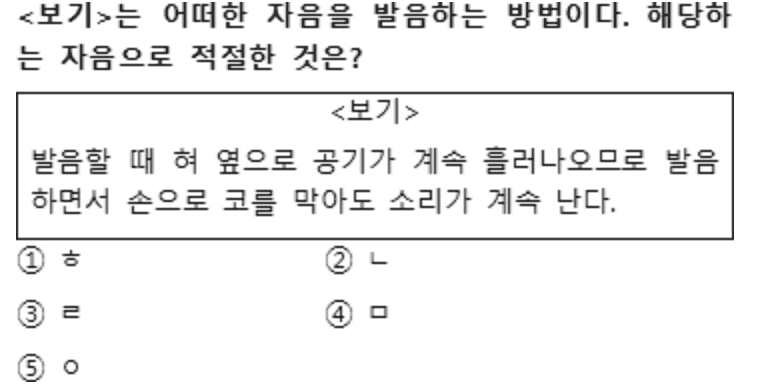 <보기>는 어떠한 자음을 발음하는 방법이다. 해당하
는 자음으로 적절한 것은?
<보기>
발음할 때 혀 옆으로 공기가 계속 흘러나오므로 발음
하면서 손으로 코를 막아도 소리가 계속 난다.
① ㅎ ② ㄴ
③ ㄹ ④ ㅁ
⑤ ㅇ